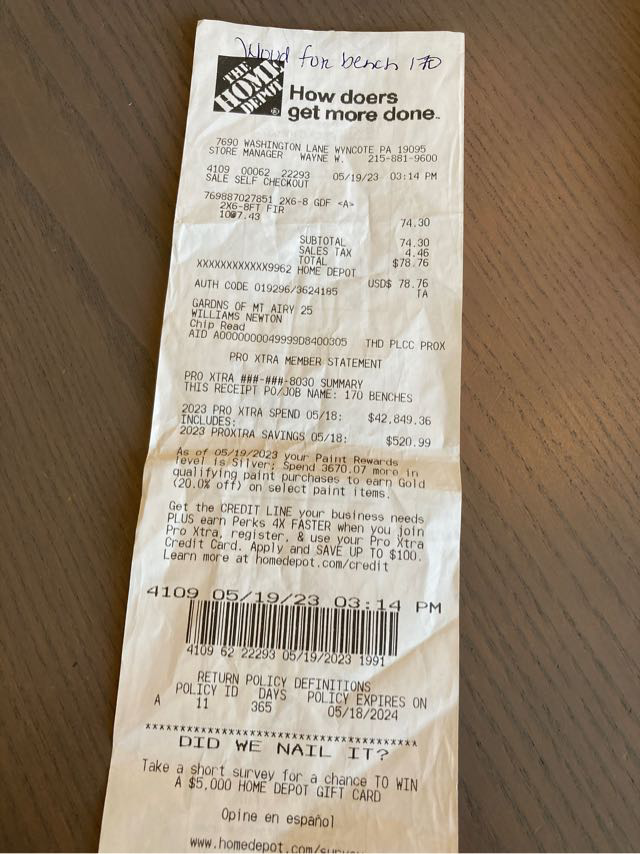 Wood for bench 170
THE
HOME
DEPOT
®
How doers
get more done™
7690 WASHINGTON LANE WYNCOTE PA 19095
STORE MANAGER WAYNE W. 215-881-9600
4109 00062 22293 05/19/23 03:14 PM
SALE SELF CHECKOUT
769887027851 2X6-8 GDF <A>
2X6-8FT FIR
10@7.43 74.30
SUBTOTAL 74.30
SALES TAX 4.46
TOTAL $78.76
XXXXXXXXXXXX9962 HOME DEPOT
USD$ 78.76
AUTH CODE 019296/3624185 TA
GARDNS OF MT AIRY 25
WILLIAMS NEWTON
Chip Read
AID A0000000049999D8400305 THD PLCC PROX
PRO XTRA MEMBER STATEMENT
PRO XTRA ###-###-8030 SUMMARY
THIS RECEIPT PO/JOB NAME: 170 BENCHES
2023 PRO XTRA SPEND 05/18: $42,849.36
INCLUDES:
2023 PROXTRA SAVINGS 05/18: $520.99
As of 05/19/2023 your Paint Rewards
level is Silver; Spend 3670.07 more in
qualifying paint purchases to earn Gold
(20.0% off) on select paint items.
Get the CREDIT LINE your business needs
PLUS earn Perks 4X FASTER when you join
Pro Xtra, register, & use your Pro Xtra
Credit Card. Apply and SAVE UP TO $100.
Learn more at homedepot.com/credit
4109 05/19/23 03:14 PM
4109 62 22293 05/19/2023 1991
RETURN POLICY DEFINITIONS
POLICY ID DAYS POLICY EXPIRES ON
A 11 365 05/18/2024
****************************************
DID WE NAIL IT?
Take a short survey for a chance TO WIN
A $5,000 HOME DEPOT GIFT CARD
Opine en español
www.homedepot.com/survey